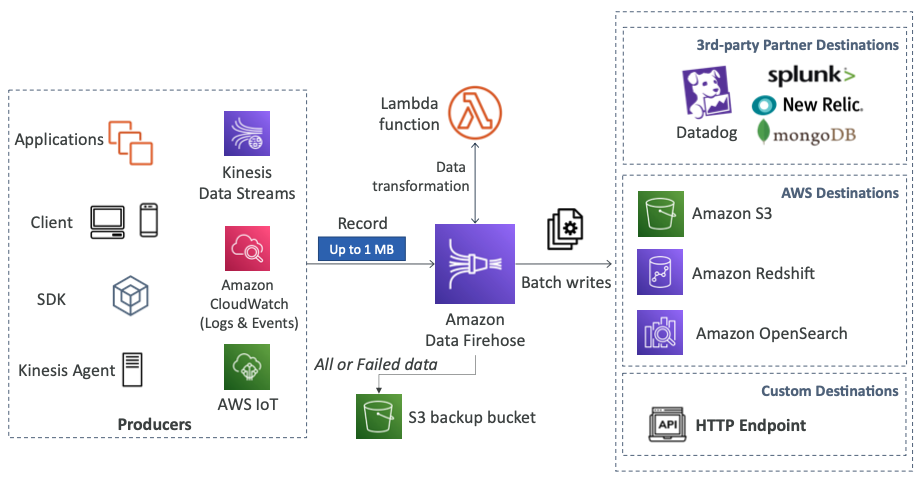 Applications
Client
SDK
Kinesis Agent
Kinesis
Data Streams
Amazon
CloudWatch
(Logs & Events)
AWS IoT
Producers
Record
Up to 1 MB
Lambda
function
Data
transformation
Amazon
Data Firehose
All or Failed data
S3 backup bucket
Batch writes
3rd-party Partner Destinations
Datadog
splunk>
New Relic.
mongoDB
AWS Destinations
Amazon S3
Amazon Redshift
Amazon OpenSearch
Custom Destinations
API
HTTP Endpoint